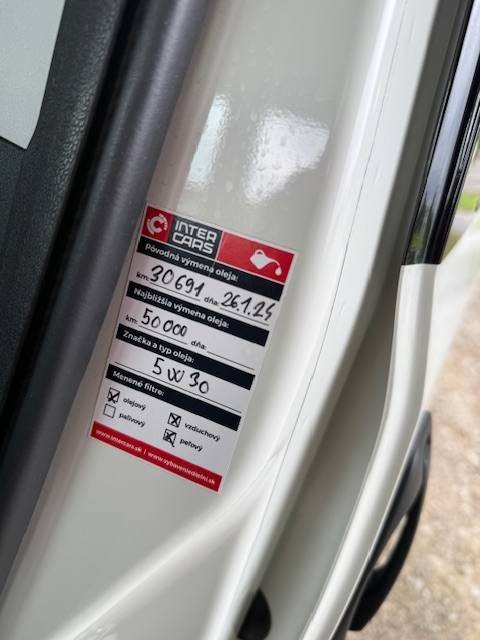 INTER
CARS
Pôvodná výmena oleja:
km: 30691 dňa: 26.1.24
Najbližšia výmena oleja:
km: 50000 dňa:
Značka a typ oleja:
5W30
Menené filtre:
olejový vzduchový
palivový peľový
www.intercars.sk | www.vybaveniedielni.sk